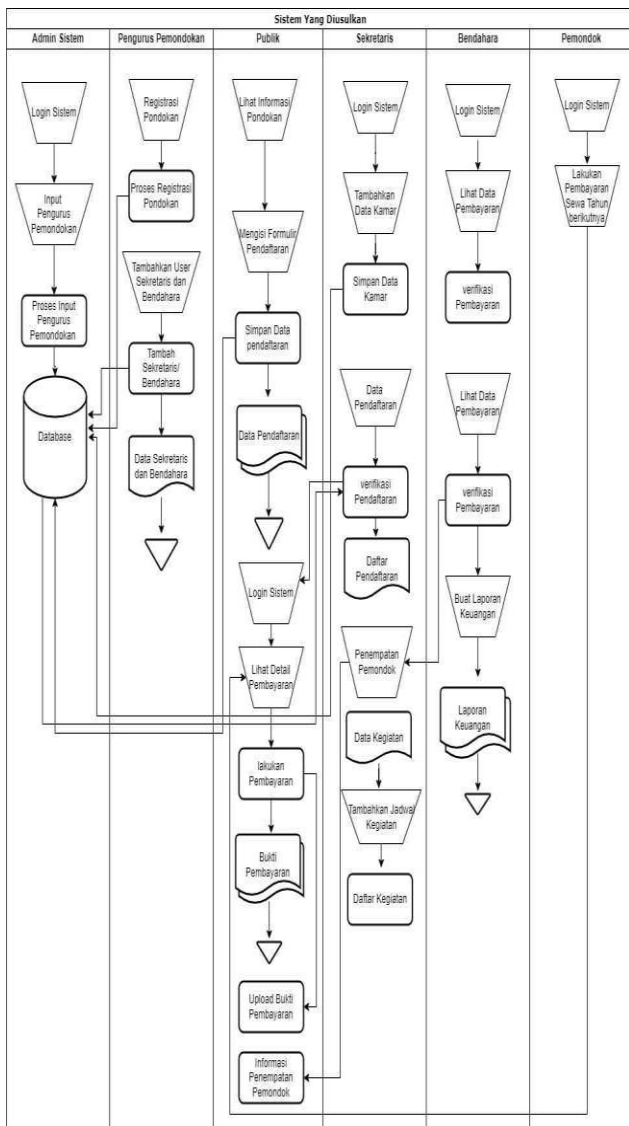 Sistem Yang Diusulkan
Admin Sistem
Pengurus Pemondokan
Publik
Sekretaris
Bendahara
Pemondok
Login Sistem
Input
Pengurus
Pemondokan
Proses Input
Pengurus
Pemondokan
Database
Registrasi
Pondokan
Proses Registrasi
Pondokan
Tambahkan User
Sekretaris dan
Bendahara
Tambah
Sekretaris/
Bendahara
Data Sekretaris
dan Bendahara
Lihat Informasi
Pondokan
Mengisi Formulir
Pendaftaran
Simpan Data
pendaftaran
Data Pendaftaran
Login Sistem
Lihat Detail
Pembayaran
lakukan
Pembayaran
Bukti
Pembayaran
Upload Bukti
Pembayaran
Informasi
Penempatan
Pemondok
Login Sistem
Tambahkan
Data Kamar
Simpan Data
Kamar
Data
Pendaftaran
verifikasi
Pendaftaran
Daftar
Pendaftaran
Penempatan
Pemondok
Data Kegiatan
Tambahkan Jadwal
Kegiatan
Daftar Kegiatan
Login Sistem
Lihat Data
Pembayaran
verifikasi
Pembayaran
Lihat Data
Pembayaran
verifikasi
Pembayaran
Buat Laporan
Keuangan
Laporan
Keuangan
Login Sistem
Lakukan
Pembayaran
Sewa Tahun
berikutnya